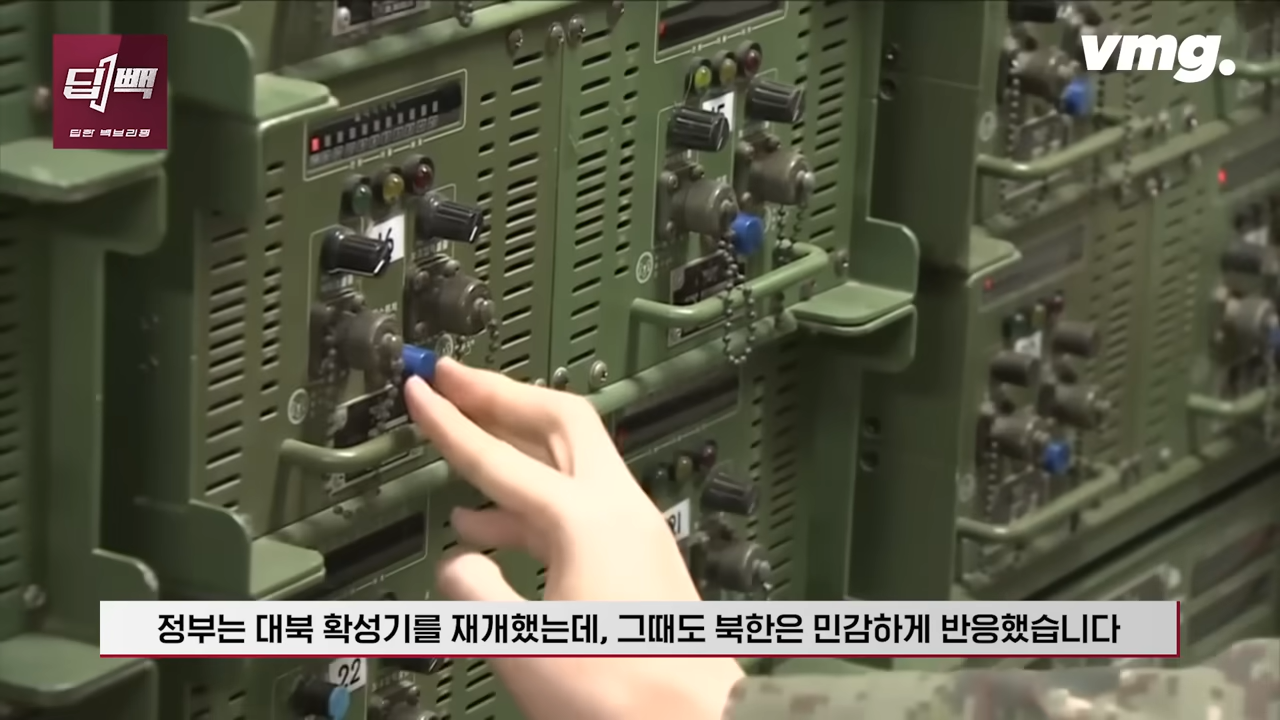 딥빽
딥한 백브리핑
vmg.
16
15
21
22
정부는 대북 확성기를 재개했는데, 그때도 북한은 민감하게 반응했습니다